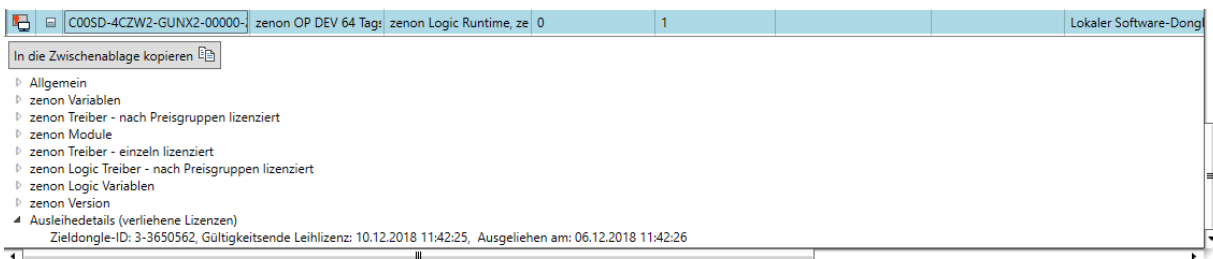 C00SD-4CZW2-GUNX2-00000- zenon OP DEV 64 Tags zenon Logic Runtime, ze 0 1 Lokaler Software-Dongl
In die Zwischenablage kopieren
Allgemein
zenon Variablen
zenon Treiber - nach Preisgruppen lizenziert
zenon Module
zenon Treiber - einzeln lizenziert
zenon Logic Treiber - nach Preisgruppen lizenziert
zenon Logic Variablen
zenon Version
Ausleihedetails (verliehene Lizenzen)
Zieldongle-ID: 3-3650562, Gültigkeitsende Leihlizenz: 10.12.2018 11:42:25, Ausgeliehen am: 06.12.2018 11:42:26